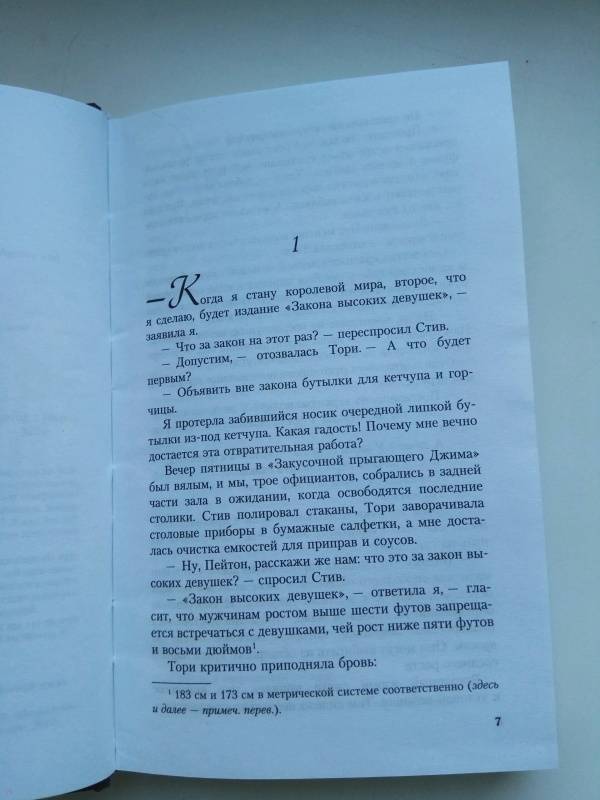 1
—Когда я стану королевой мира, второе, что
я сделаю, будет издание «Закона высоких девушек», —
заявила я.
— Что за закон на этот раз? — переспросил Стив.
— Допустим, — отозвалась Тори. — А что будет
первым?
— Объявить вне закона бутылки для кетчупа и гор-
чицы.
Я протерла забившийся носик очередной липкой бу-
тылки из-под кетчупа. Какая гадость! Почему мне вечно
достается эта отвратительная работа?
Вечер пятницы в «Закусочной прыгающего Джима»
был вялым, и мы, трое официантов, собрались в задней
части зала в ожидании, когда освободятся последние
столики. Стив полировал стаканы, Тори заворачивала
столовые приборы в бумажные салфетки, а мне доста-
лась очистка емкостей для приправ и соусов.
— Ну, Пейтон, расскажи же нам: что это за закон вы-
соких девушек? — спросил Стив.
— «Закон высоких девушек», — ответила я, — гла-
сит, что мужчинам ростом выше шести футов запреща-
ется встречаться с девушками, чей рост ниже пяти футов
и восьми дюймов¹.
Тори критично приподняла бровь:
¹ 183 см и 173 см в метрической системе соответственно (здесь
и далее — примеч. перев.).
7